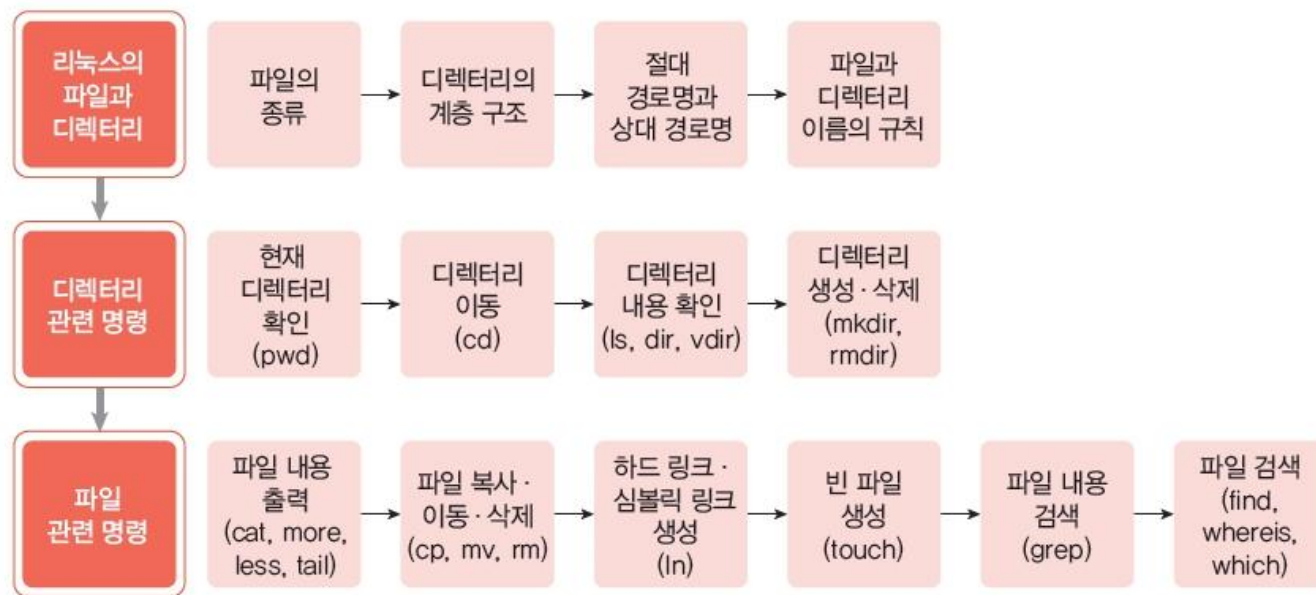 리눅스의
파일과
디렉터리
파일의
종류
디렉터리의
계층 구조
절대
경로명과
상대 경로명
파일과
디렉터리
이름의 규칙
디렉터리
관련 명령
현재
디렉터리
확인
(pwd)
디렉터리
이동
(cd)
디렉터리
내용 확인
(ls, dir, vdir)
디렉터리
생성·삭제
(mkdir,
rmdir)
파일
관련 명령
파일 내용
출력
(cat, more,
less, tail)
파일 복사·
이동·삭제
(cp, mv, rm)
하드 링크·
심볼릭 링크
생성
(ln)
빈 파일
생성
(touch)
파일 내용
검색
(grep)
파일 검색
(find,
whereis,
which)